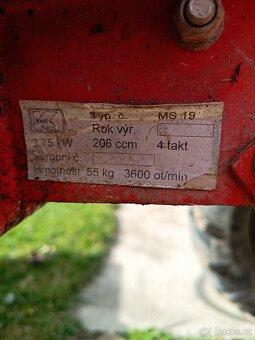 Typ. č. MS 19
Rok výr.
3.75 kW 206 ccm 4 takt
výrobní č.
Hmotnost 55 kg 3600 ot/min
Bazos.cz